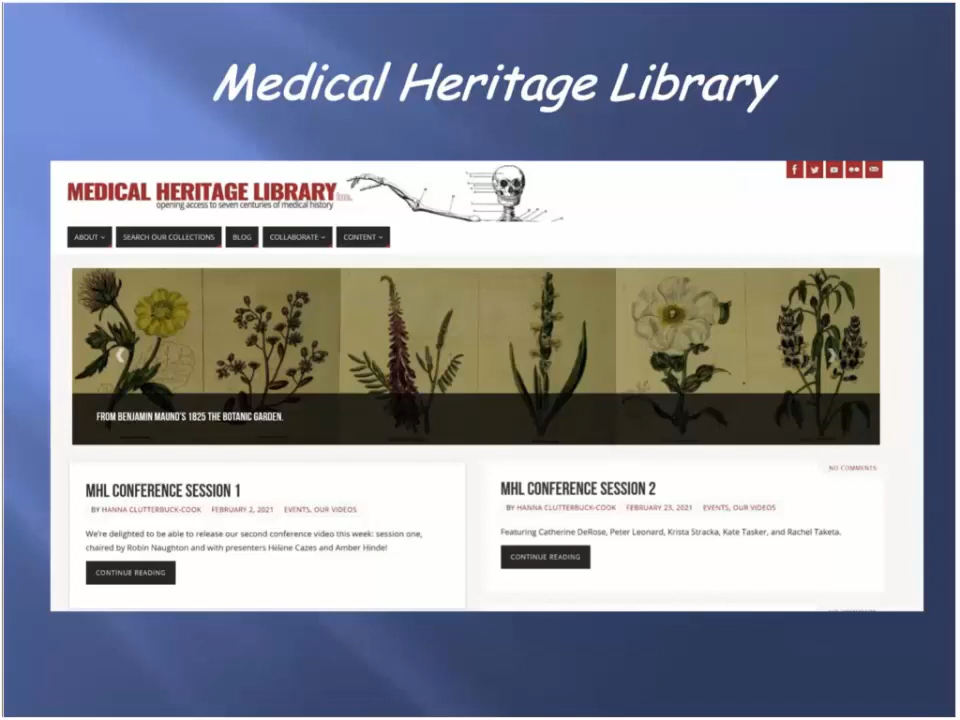 Medical Heritage Library
MEDICAL HERITAGE LIBRARY Inc.
opening access to seven centuries of medical history
ABOUT
SEARCH OUR COLLECTIONS
BLOG
COLLABORATE
CONTENT
FROM BENJAMIN MAUND'S 1825 THE BOTANIC GARDEN.
MHL CONFERENCE SESSION 1
BY HANNA CLUTTERBUCK-COOK FEBRUARY 2, 2021 EVENTS, OUR VIDEOS
We're delighted to be able to release our second conference video this week: session one,
chaired by Robin Naughton and with presenters Hélène Cazes and Amber Hinde!
CONTINUE READING
NO COMMENTS
MHL CONFERENCE SESSION 2
BY HANNA CLUTTERBUCK-COOK FEBRUARY 23, 2021 EVENTS, OUR VIDEOS
Featuring Catherine DeRose, Peter Leonard, Krista Stracka, Kate Tasker, and Rachel Taketa.
CONTINUE READING